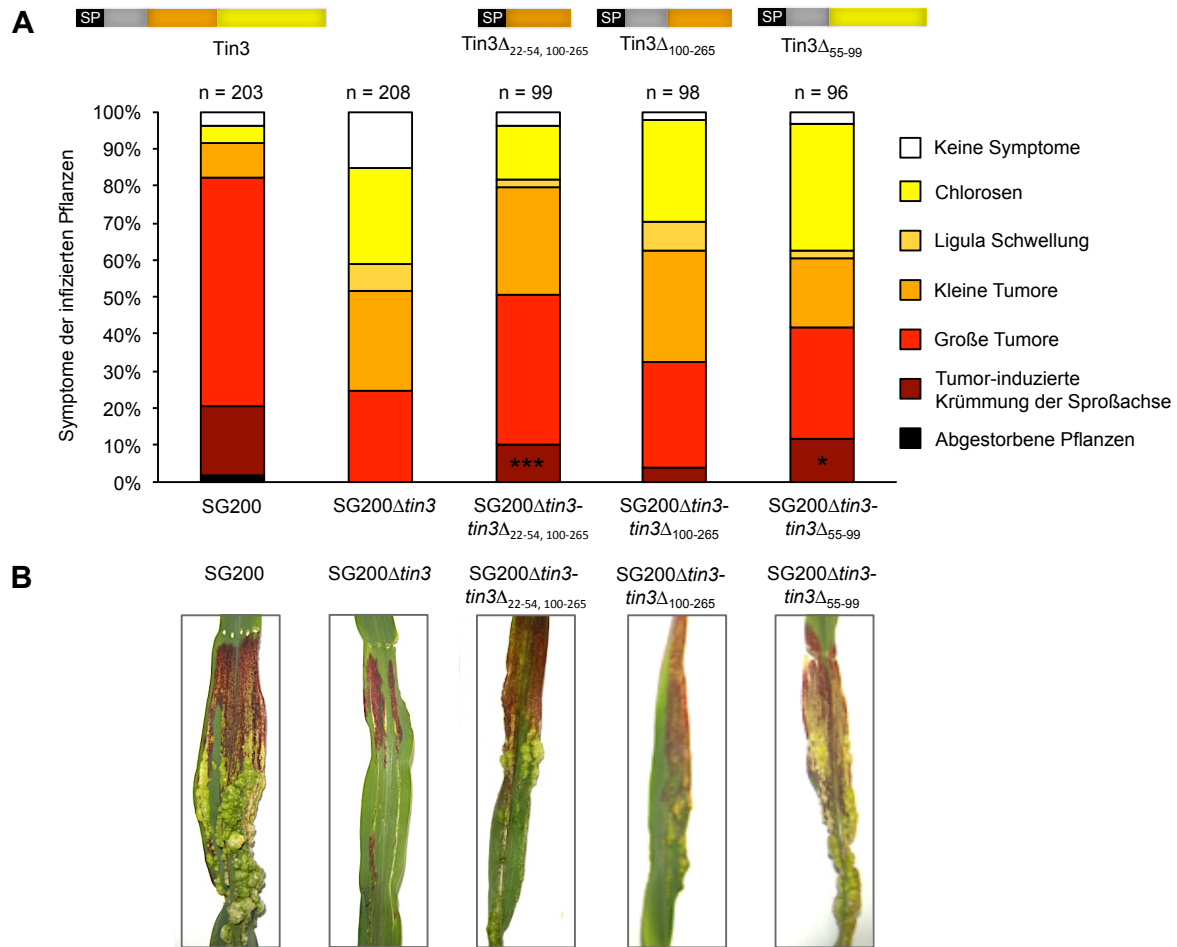 A
SP SP SP SP
Tin3 Tin3Δ22-54, 100-265 Tin3Δ100-265 Tin3Δ55-99
n = 203 n = 208 n = 99 n = 98 n = 96
Symptome der infizierten Pflanzen
100%
90%
80%
70%
60%
50%
40%
30%
20%
10%
0%
*** *
Keine Symptome
Chlorosen
Ligula Schwellung
Kleine Tumore
Große Tumore
Tumor-induzierte
Krümmung der Sproßachse
Abgestorbene Pflanzen
SG200 SG200Δtin3 SG200Δtin3- SG200Δtin3- SG200Δtin3-
tin3Δ22-54, 100-265 tin3Δ100-265 tin3Δ55-99
B
SG200 SG200Δtin3 SG200Δtin3- SG200Δtin3- SG200Δtin3-
tin3Δ22-54, 100-265 tin3Δ100-265 tin3Δ55-99